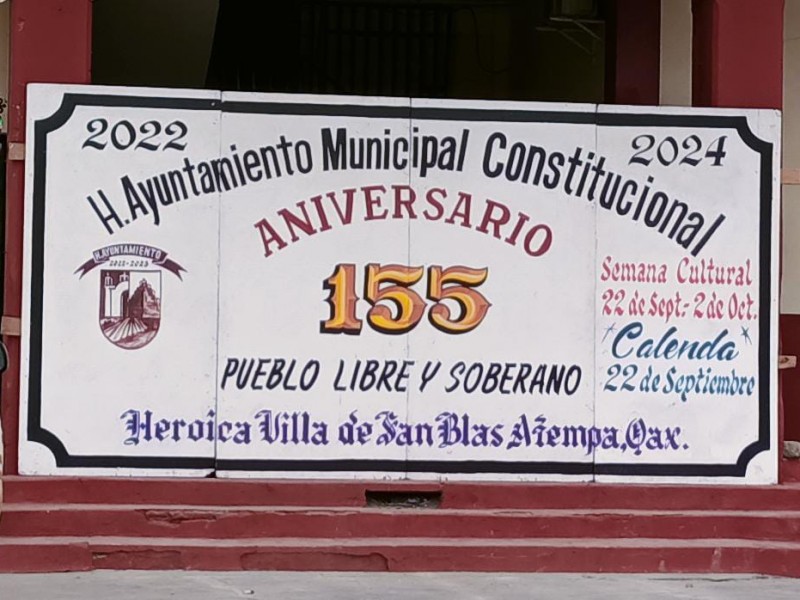 2022
2024
H. Ayuntamiento Municipal Constitucional
ANIVERSARIO
155
H. AYUNTAMIENTO
Semana Cultural
22 de Sept.- 2 de Oct.
"Calenda"
22 de Septiembre
PUEBLO LIBRE Y SOBERANO
Heroica Villa de San Blas Atempa, Oax.